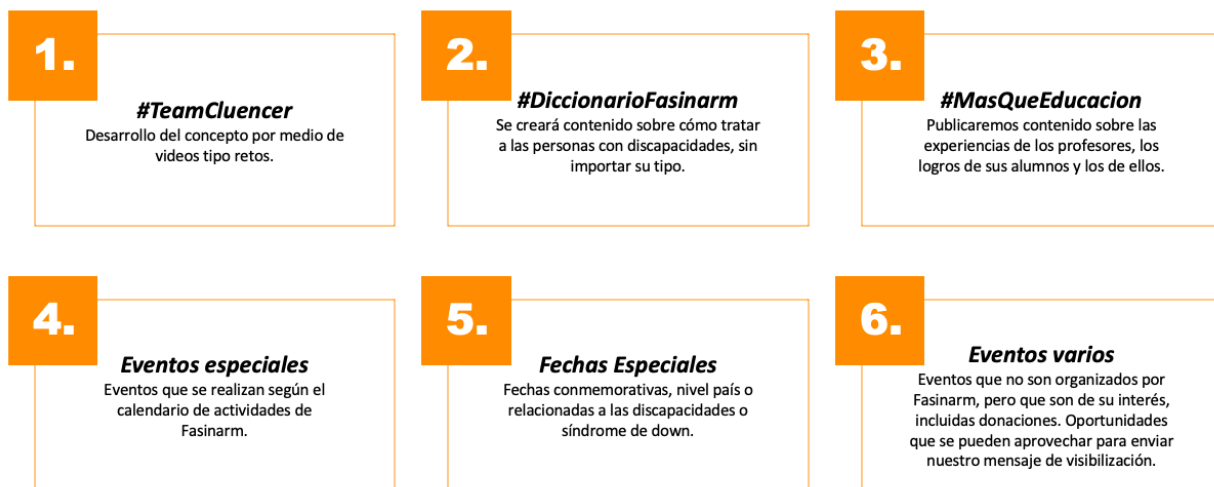 1.
#TeamCluencer
Desarrollo del concepto por medio de
videos tipo retos.
2.
#DiccionarioFasinarm
Se creará contenido sobre cómo tratar
a las personas con discapacidades, sin
importar su tipo.
3.
#MasQueEducacion
Publicaremos contenido sobre las
experiencias de los profesores, los
logros de sus alumnos y los de ellos.
4.
Eventos especiales
Eventos que se realizan según el
calendario de actividades de
Fasinarm.
5.
Fechas Especiales
Fechas conmemorativas, nivel país o
relacionadas a las discapacidades o
síndrome de down.
6.
Eventos varios
Eventos que no son organizados por
Fasinarm, pero que son de su interés,
incluidas donaciones. Oportunidades
que se pueden aprovechar para enviar
nuestro mensaje de visibilización.